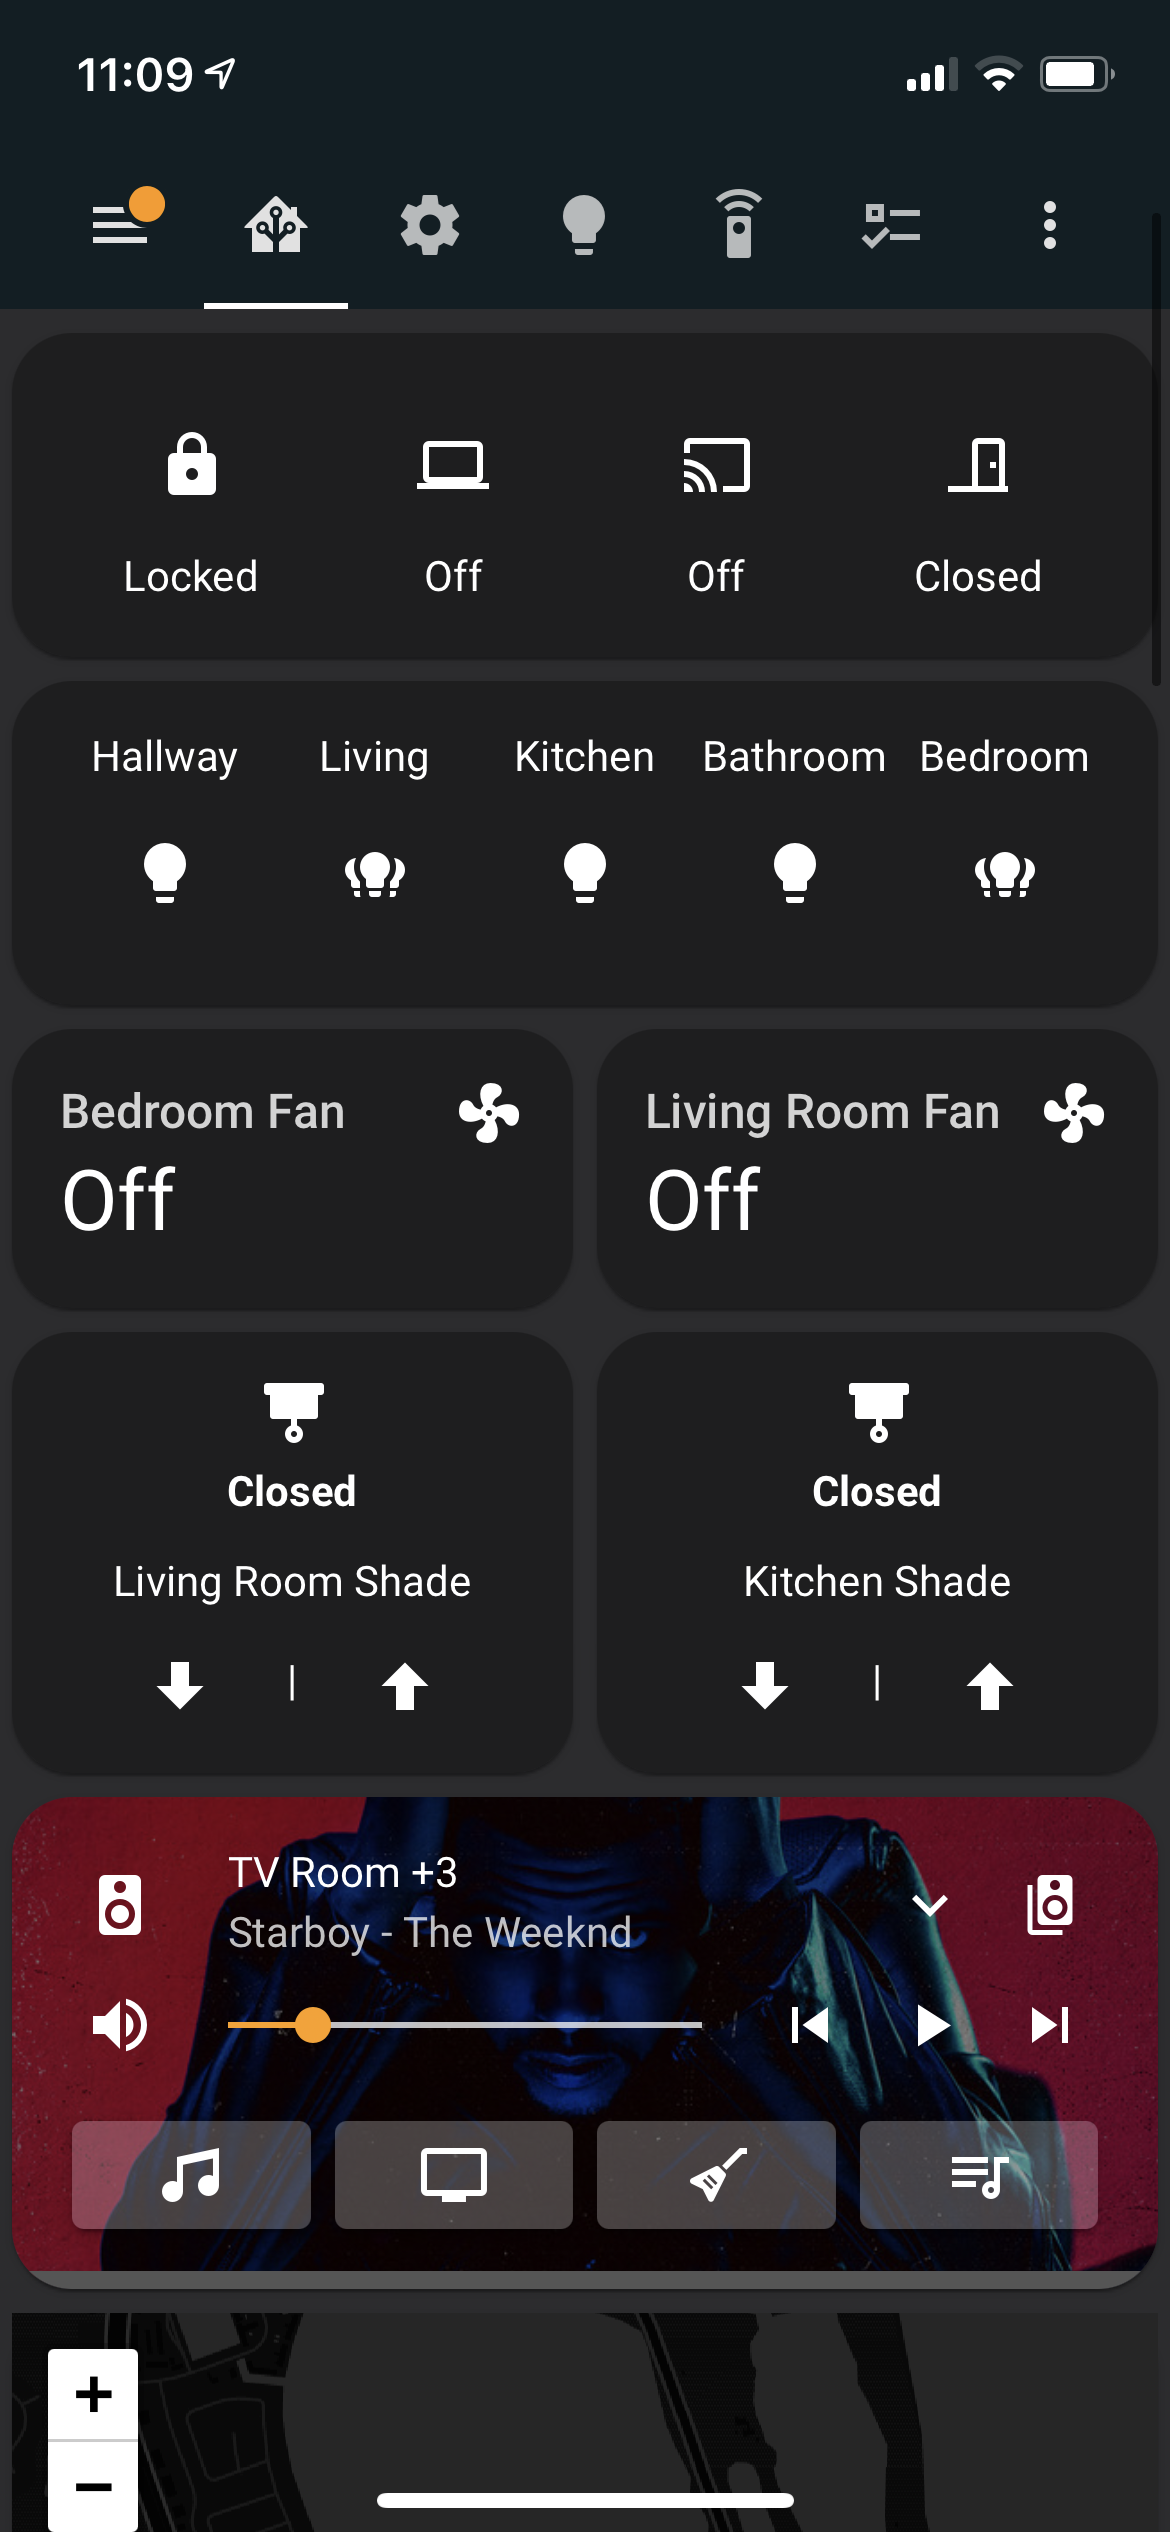 11:09
Locked Off Off Closed
Hallway Living Kitchen Bathroom Bedroom
Bedroom Fan
Off
Living Room Fan
Off
Closed
Living Room Shade
Closed
Kitchen Shade
TV Room +3
Starboy - The Weeknd
+
−